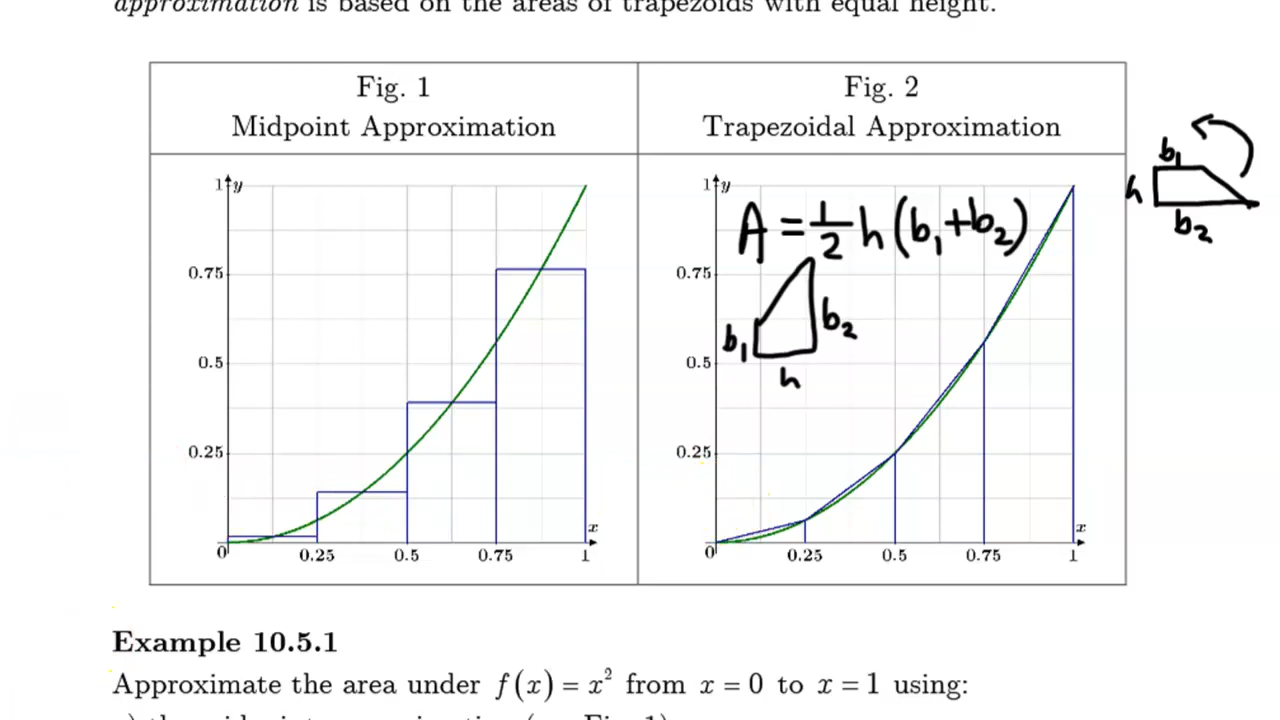 approximation is based on the areas of trapezoids with equal height.
Fig. 1
Midpoint Approximation
1 y
0.75
0.5
0.25
0 0.25 0.5 0.75 1
x
Fig. 2
Trapezoidal Approximation
1 y
0.75
0.5
0.25
0 0.25 0.5 0.75 1
x
A = 1/2 h (b₁+b₂)
b₁ b₂
h
b₁
h
b₂
Example 10.5.1
Approximate the area under f(x) = x² from x = 0 to x = 1 using: